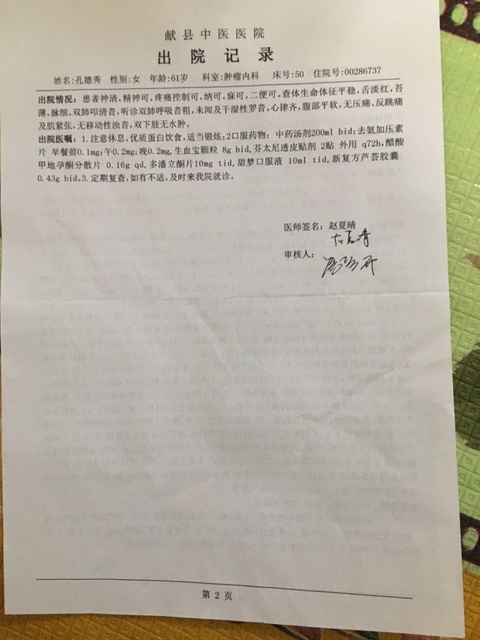 献县中医医院
出院记录
姓名:孔德秀 性别:女 年龄:61岁 科室:肿瘤内科 床号:50 住院号:00286737
出院情况: 患者神清,精神可,疼痛控制可,纳可,寐可,二便可,查体生命体征平稳,舌淡红,苔
薄,脉细,双肺叩清音,听诊双肺呼吸音粗,未闻及干湿性罗音,心律齐,腹部平软,无压痛,反跳痛
及肌紧张,无移动性浊音,双下肢无水肿。
出院医嘱: 1.注意休息,优质蛋白饮食,适当锻炼;2口服药物: 中药汤剂200ml bid;去氨加压素
片 早餐前0.1mg;午0.2mg;晚0.2mg,生血宝颗粒 8g bid,芬太尼透皮贴剂 2贴 外用 q72h,醋酸
甲地孕酮分散片 0.16g qd,多潘立酮片10mg tid,甜梦口服液 10ml tid,新复方芦荟胶囊
0.43g bid。3.定期复查,如有不适,及时来我院就诊。
医师签名: 赵夏晴
审核人:
第 2 页